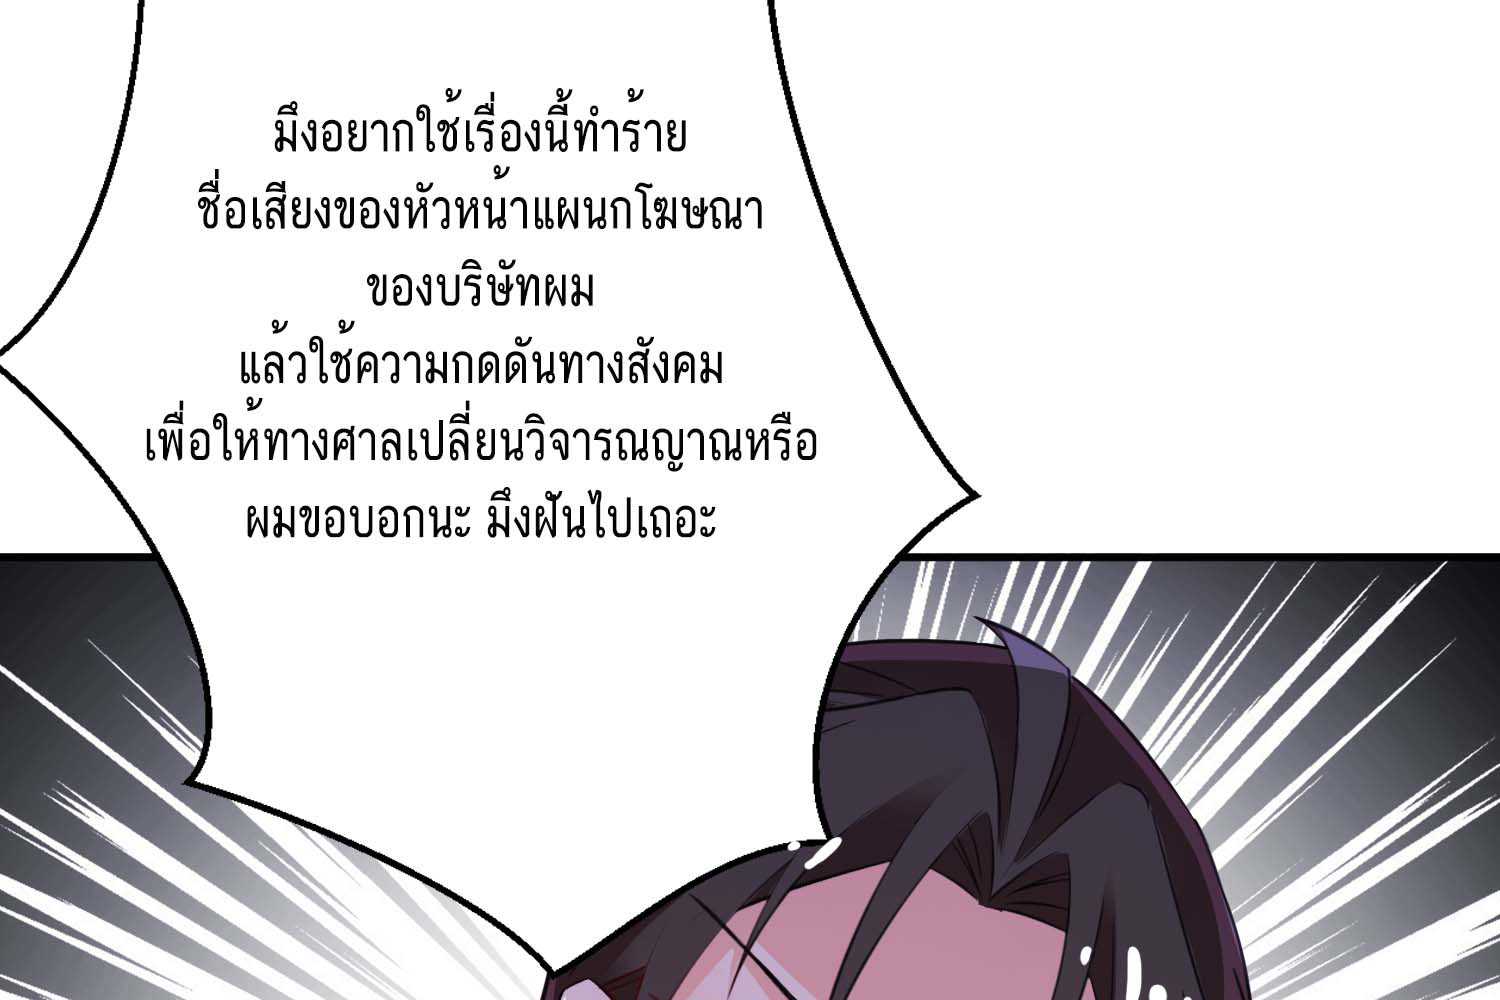 มึงอยากใช้เรื่องนี้ทำร้าย
ชื่อเสียงของหัวหน้าแผนกโฆษณา
ของบริษัทผม
แล้วใช้ความกดดันทางสังคม
เพื่อให้ทางศาลเปลี่ยนวิจารณญาณหรือ
ผมขอบอกนะ มึงฝันไปเถอะ